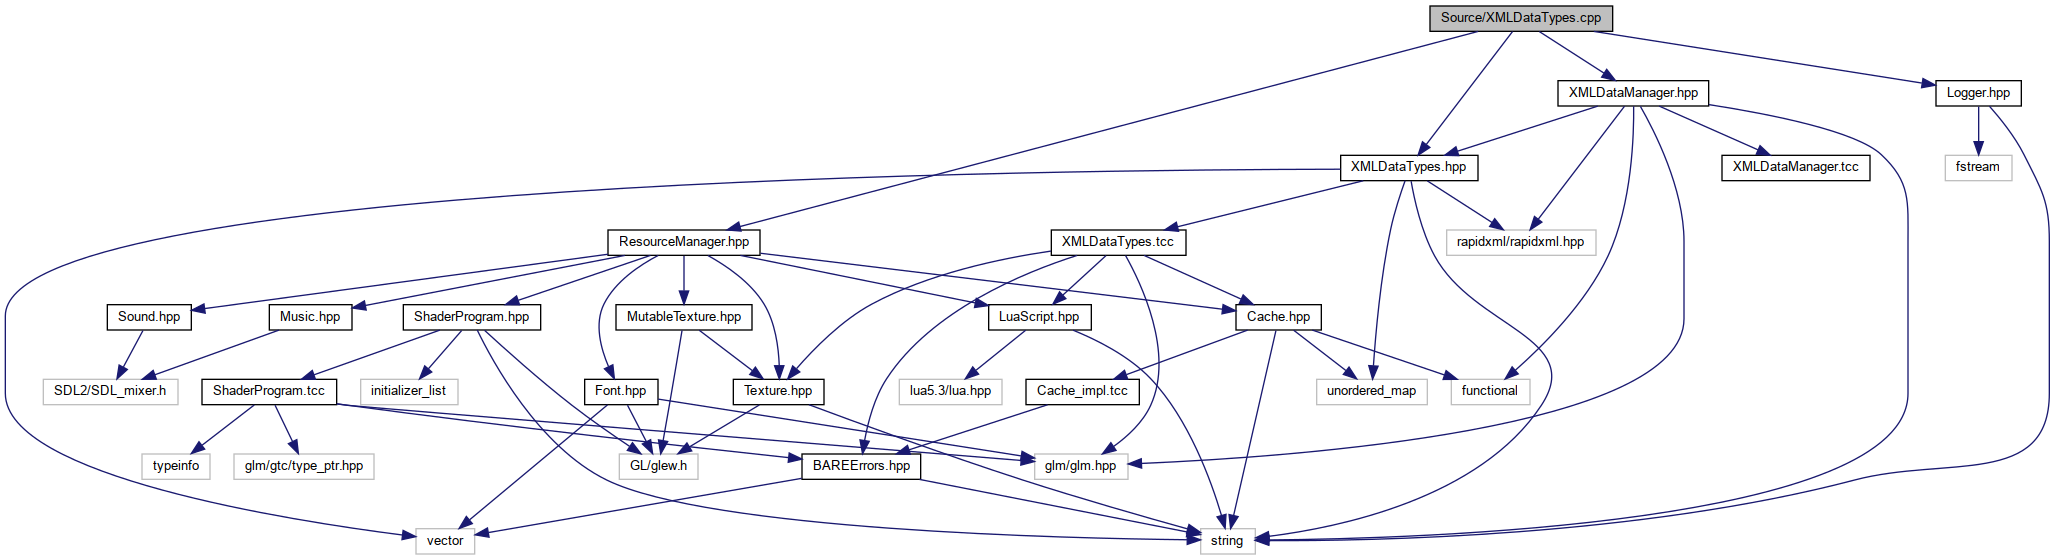 Source/XMLDataTypes.cpp
XMLDataManager.hpp
Logger.hpp
XMLDataTypes.hpp
XMLDataManager.tcc
fstream
ResourceManager.hpp
XMLDataTypes.tcc
rapidxml/rapidxml.hpp
Sound.hpp
Music.hpp
ShaderProgram.hpp
MutableTexture.hpp
LuaScript.hpp
Cache.hpp
SDL2/SDL_mixer.h
ShaderProgram.tcc
initializer_list
Font.hpp
Texture.hpp
lua5.3/lua.hpp
Cache_impl.tcc
unordered_map
functional
typeinfo
glm/gtc/type_ptr.hpp
GL/glew.h
BAREErrors.hpp
glm/glm.hpp
vector
string